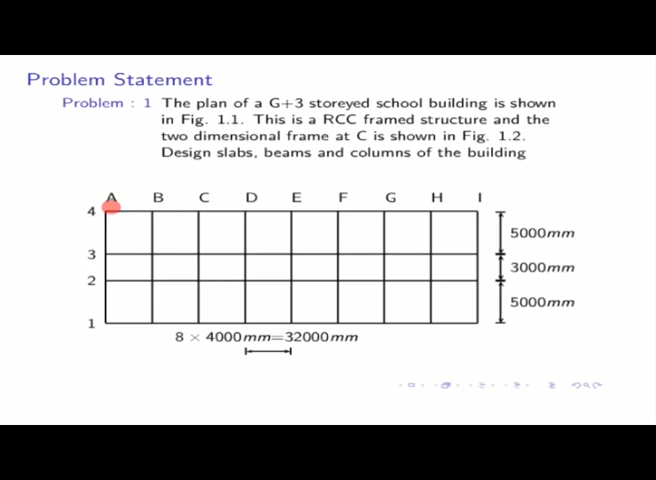 Problem Statement
Problem : 1 The plan of a G+3 storeyed school building is shown
in Fig. 1.1. This is a RCC framed structure and the
two dimensional frame at C is shown in Fig. 1.2.
Design slabs, beams and columns of the building
A B C D E F G H I
4
5000mm
3
3000mm
2
5000mm
1
8 × 4000mm=32000mm